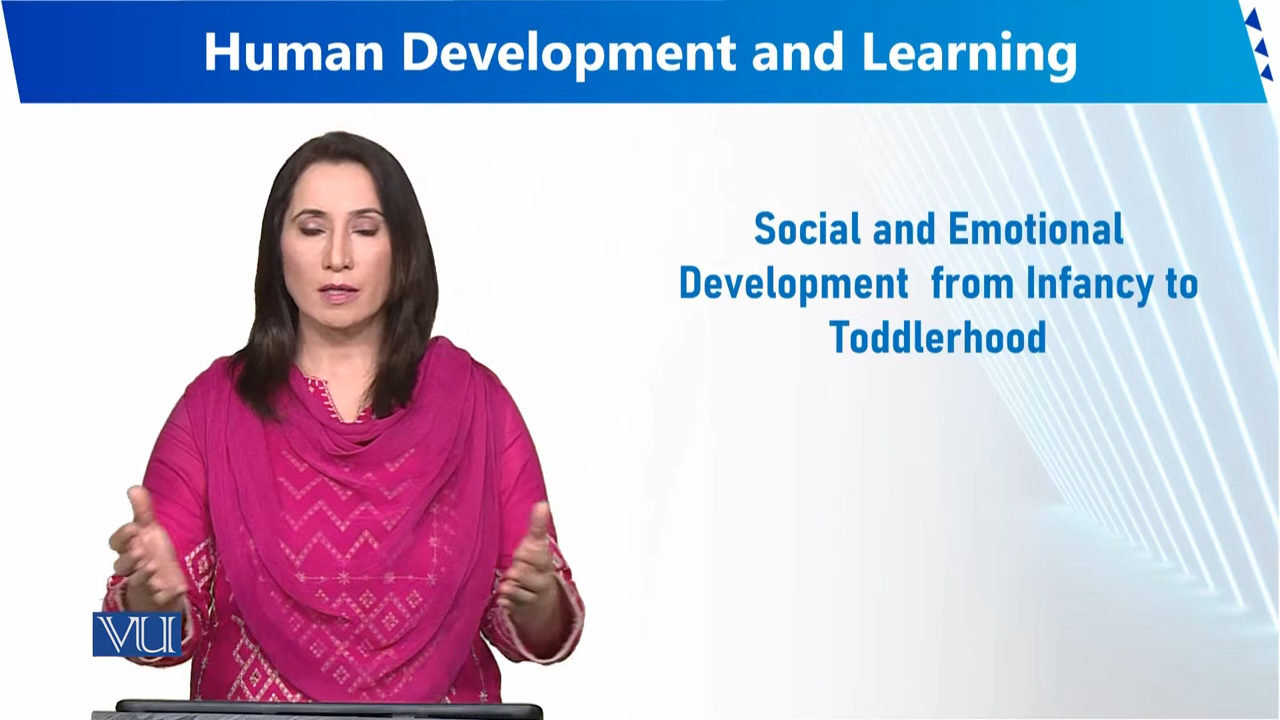 Human Development and Learning
Social and Emotional
Development from Infancy to
Toddlerhood
VU